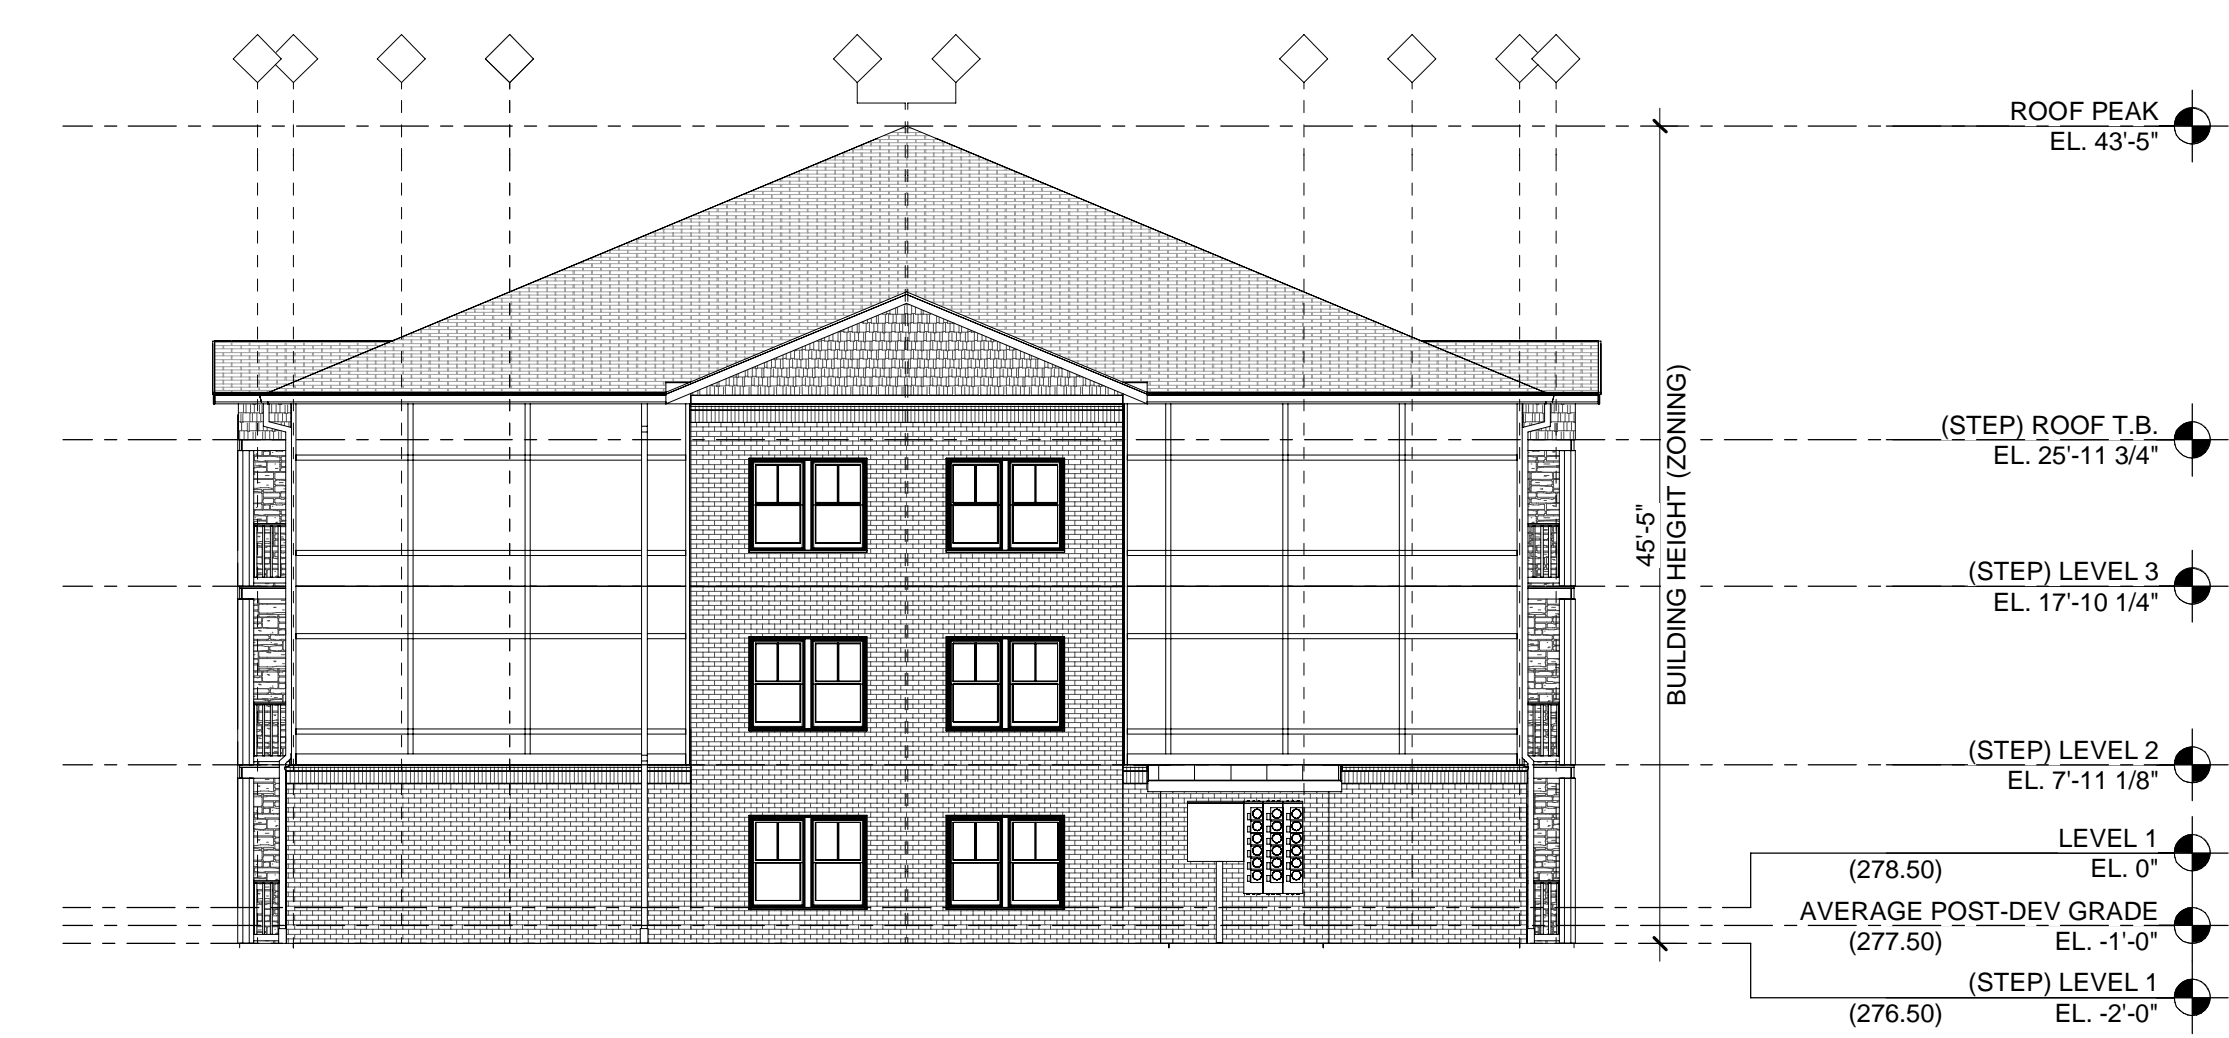 ROOF PEAK
EL. 43'-5"
(STEP) ROOF T.B.
EL. 25'-11 3/4"
45'-5"
BUILDING HEIGHT (ZONING)
(STEP) LEVEL 3
EL. 17'-10 1/4"
(STEP) LEVEL 2
EL. 7'-11 1/8"
LEVEL 1
(278.50) EL. 0"
AVERAGE POST-DEV GRADE
(277.50) EL. -1'-0"
(STEP) LEVEL 1
(276.50) EL. -2'-0"